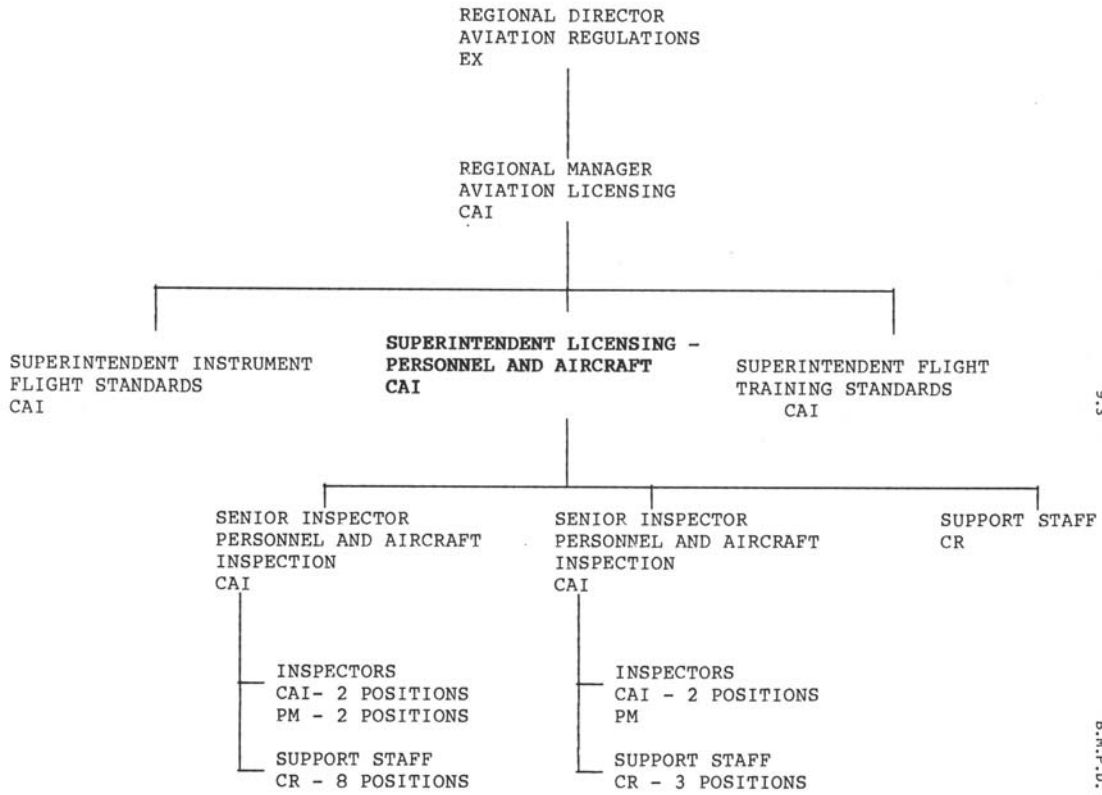 REGIONAL DIRECTOR
AVIATION REGULATIONS
EX
REGIONAL MANAGER
AVIATION LICENSING
CAI
SUPERINTENDENT INSTRUMENT
FLIGHT STANDARDS
CAI
SUPERINTENDENT LICENSING -
PERSONNEL AND AIRCRAFT
CAI
SUPERINTENDENT FLIGHT
TRAINING STANDARDS
CAI
9.3
SENIOR INSPECTOR
PERSONNEL AND AIRCRAFT
INSPECTION
CAI
SENIOR INSPECTOR
PERSONNEL AND AIRCRAFT
INSPECTION
CAI
SUPPORT STAFF
CR
INSPECTORS
CAI- 2 POSITIONS
PM - 2 POSITIONS
SUPPORT STAFF
CR - 8 POSITIONS
INSPECTORS
CAI - 2 POSITIONS
PM
SUPPORT STAFF
CR - 3 POSITIONS